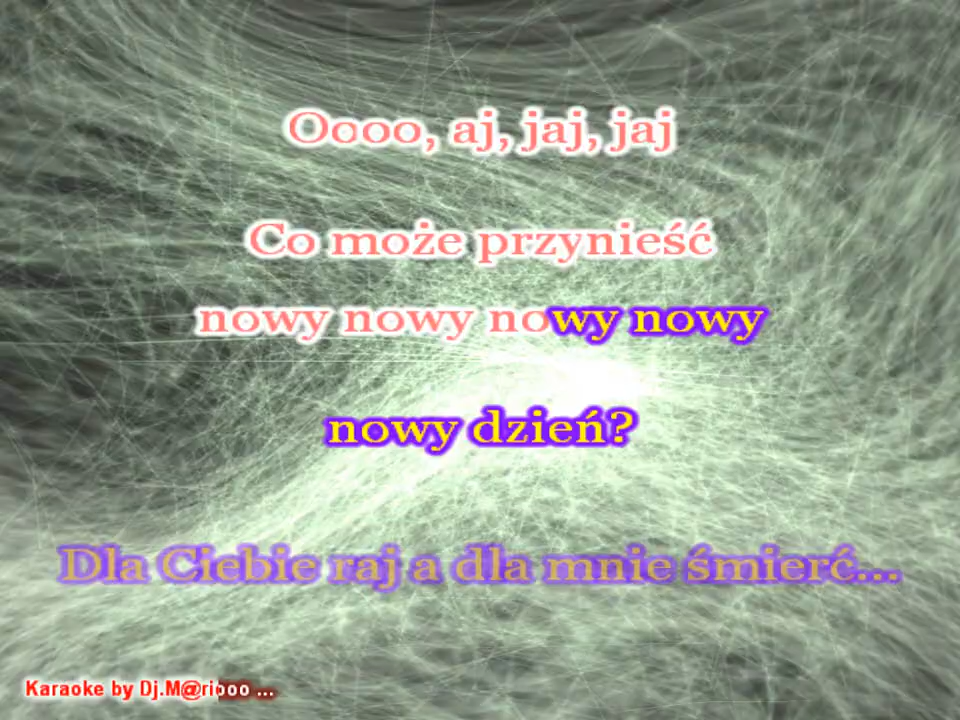 Oooo, aj, jaj, jaj
Co może przynieść
nowy nowy nowy nowy
nowy dzień?
Dla Ciebie raj a dla mnie śmierć...
Karaoke by Dj.M@riooo ...